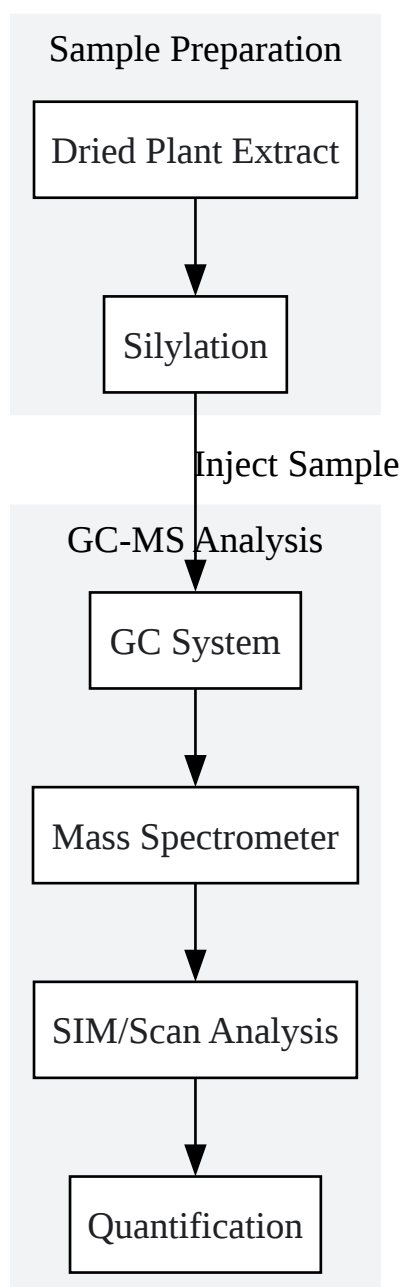 Sample Preparation
Dried Plant Extract
Silylation
Inject Sample
GC-MS Analysis
GC System
Mass Spectrometer
SIM/Scan Analysis
Quantification